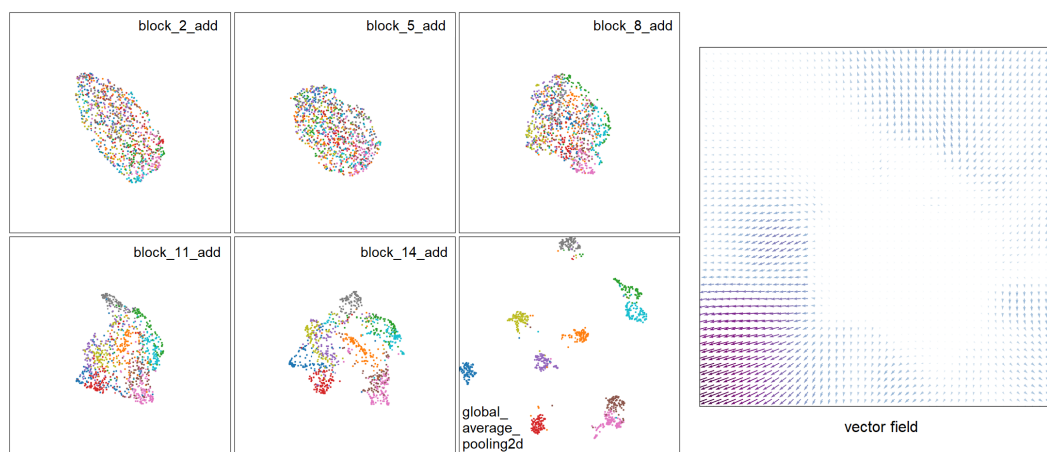 block_2_add
block_5_add
block_8_add
block_11_add
block_14_add
global_
average_
pooling2d
vector field